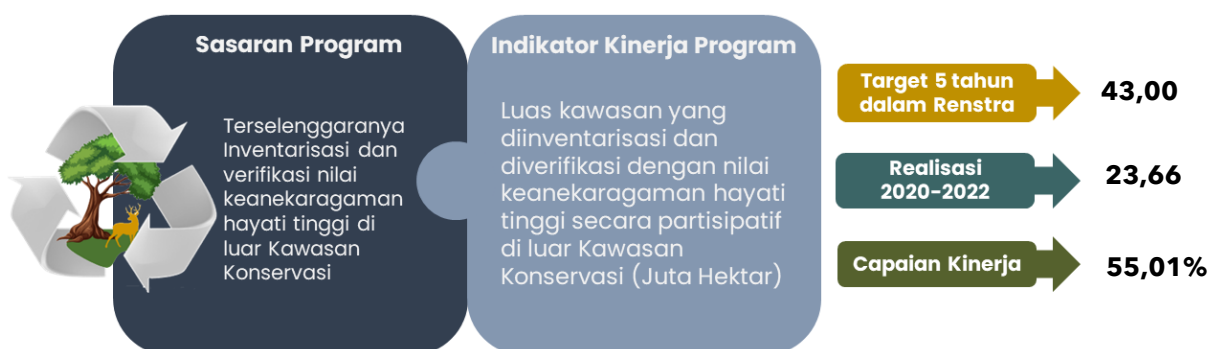 Sasaran Program
Terselenggaranya
Inventarisasi dan
verifikasi nilai
keanekaragaman
hayati tinggi di
luar Kawasan
Konservasi
Indikator Kinerja Program
Luas kawasan yang
diinventarisasi dan
diverifikasi dengan nilai
keanekaragaman hayati
tinggi secara partisipatif
di luar Kawasan
Konservasi (Juta Hektar)
Target 5 tahun
dalam Renstra
43,00
Realisasi
2020-2022
23,66
Capaian Kinerja
55,01%